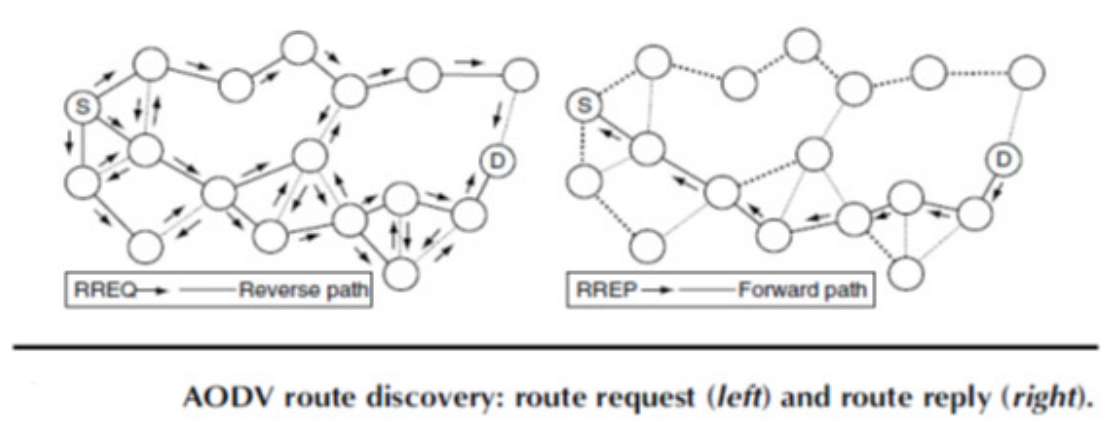 S
D
RREQ Reverse path
S
D
RREP Forward path
AODV route discovery: route request (left) and route reply (right).